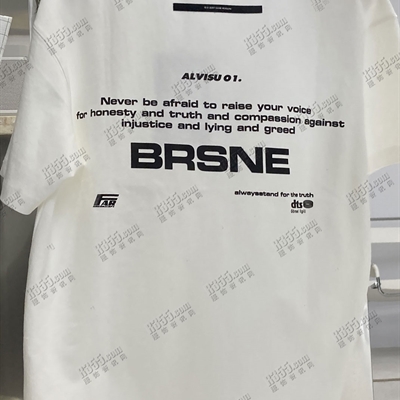 ALVISU 01.
Never be afraid to raise your voice
for honesty and truth and compassion against
injustice and lying and greed
BRSNE
FAR
alwaysstand for the truth
dts